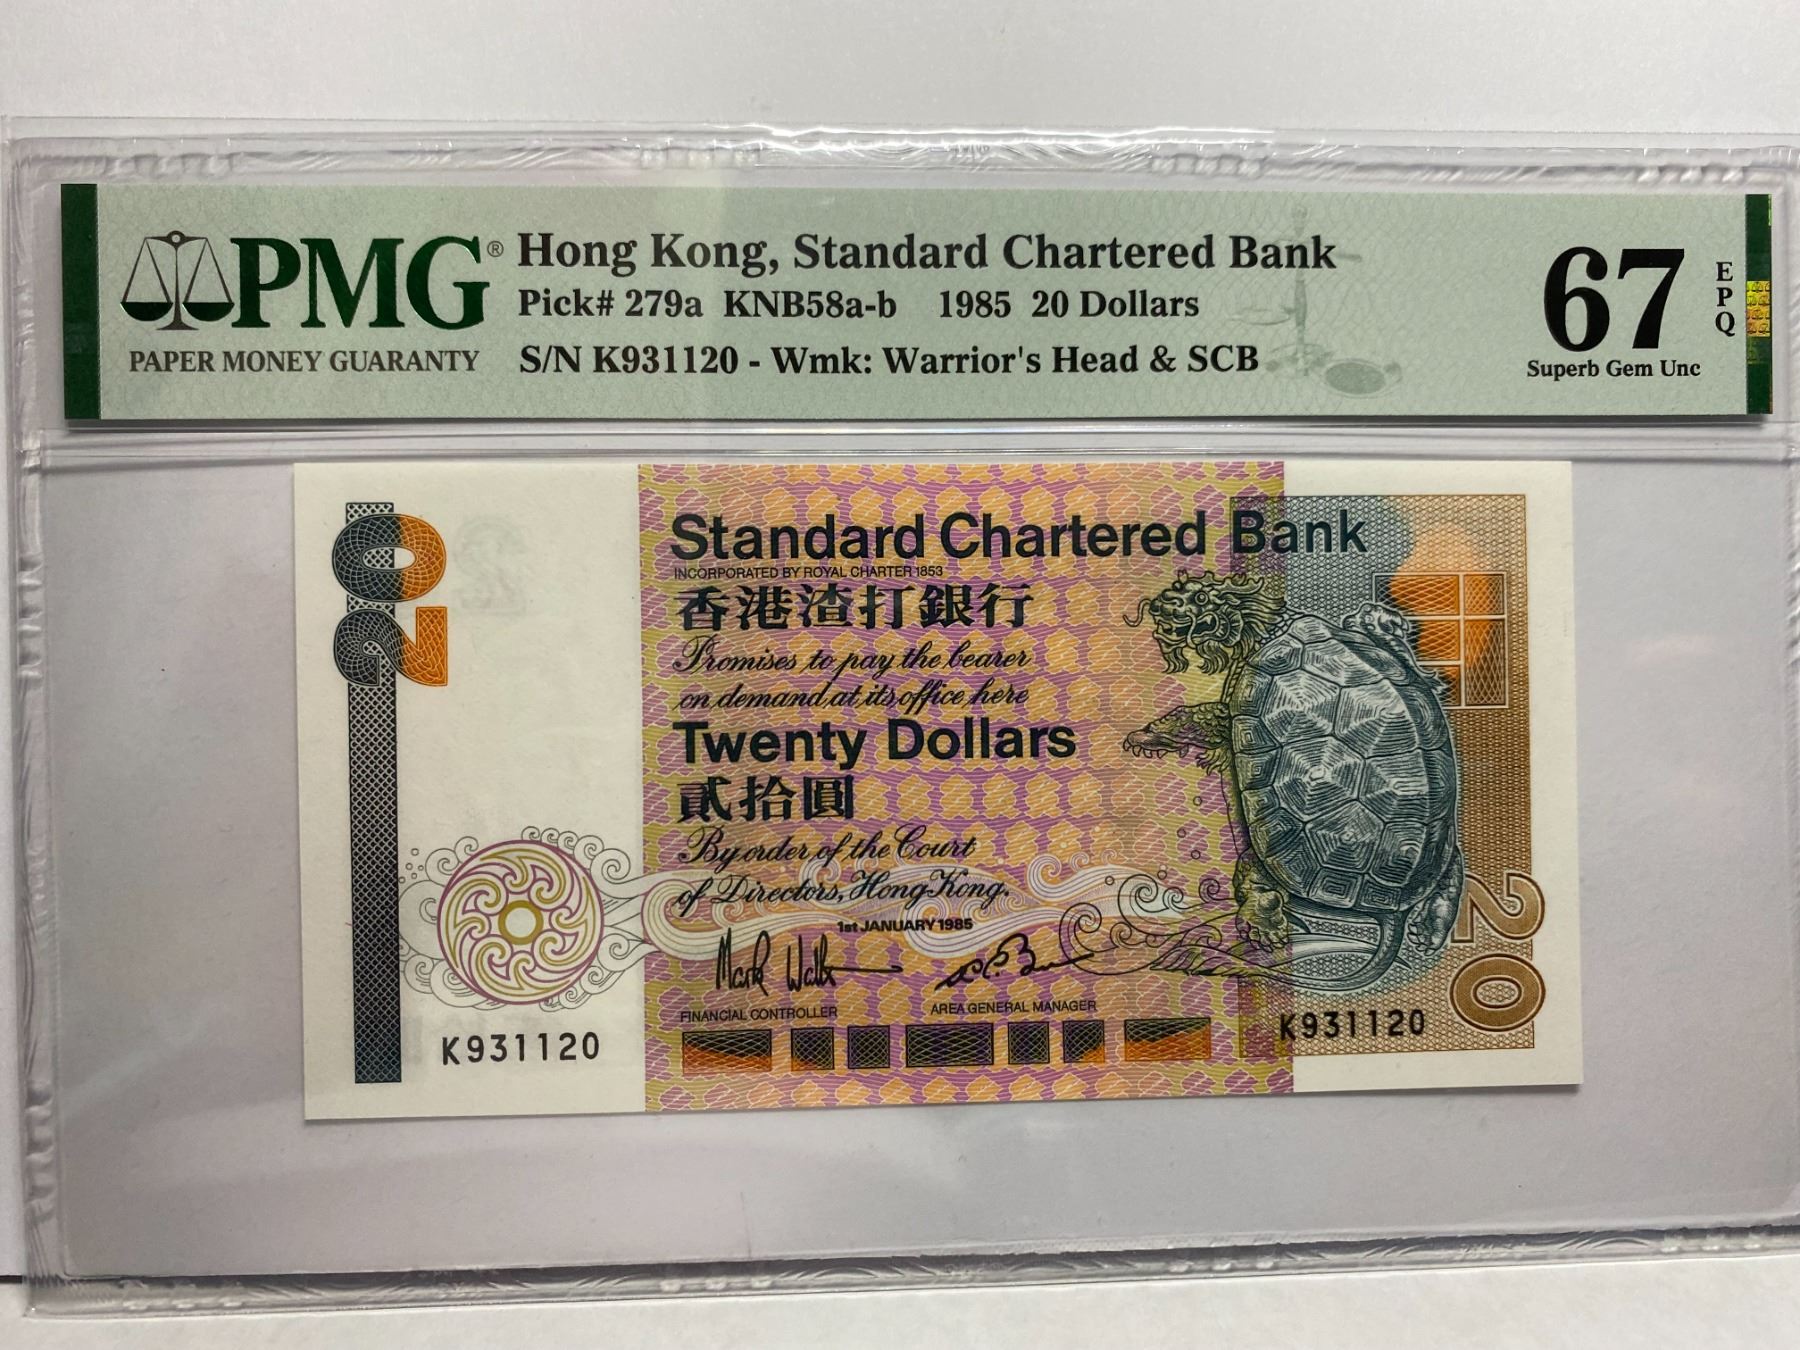 PMG®
PAPER MONEY GUARANTY
Hong Kong, Standard Chartered Bank
Pick# 279a KNB58a-b 1985 20 Dollars
S/N K931120 - Wmk: Warrior's Head & SCB
67
EPQ
Superb Gem Unc
20
Standard Chartered Bank
INCORPORATED BY ROYAL CHARTER 1853
香港渣打銀行
Promises to pay the bearer
on demand at its office here
Twenty Dollars
貳拾圓
By order of the Court
of Directors, Hong Kong.
1st JANUARY 1985
Mark
FINANCIAL CONTROLLER
AREA GENERAL MANAGER
K931120
K931120
20